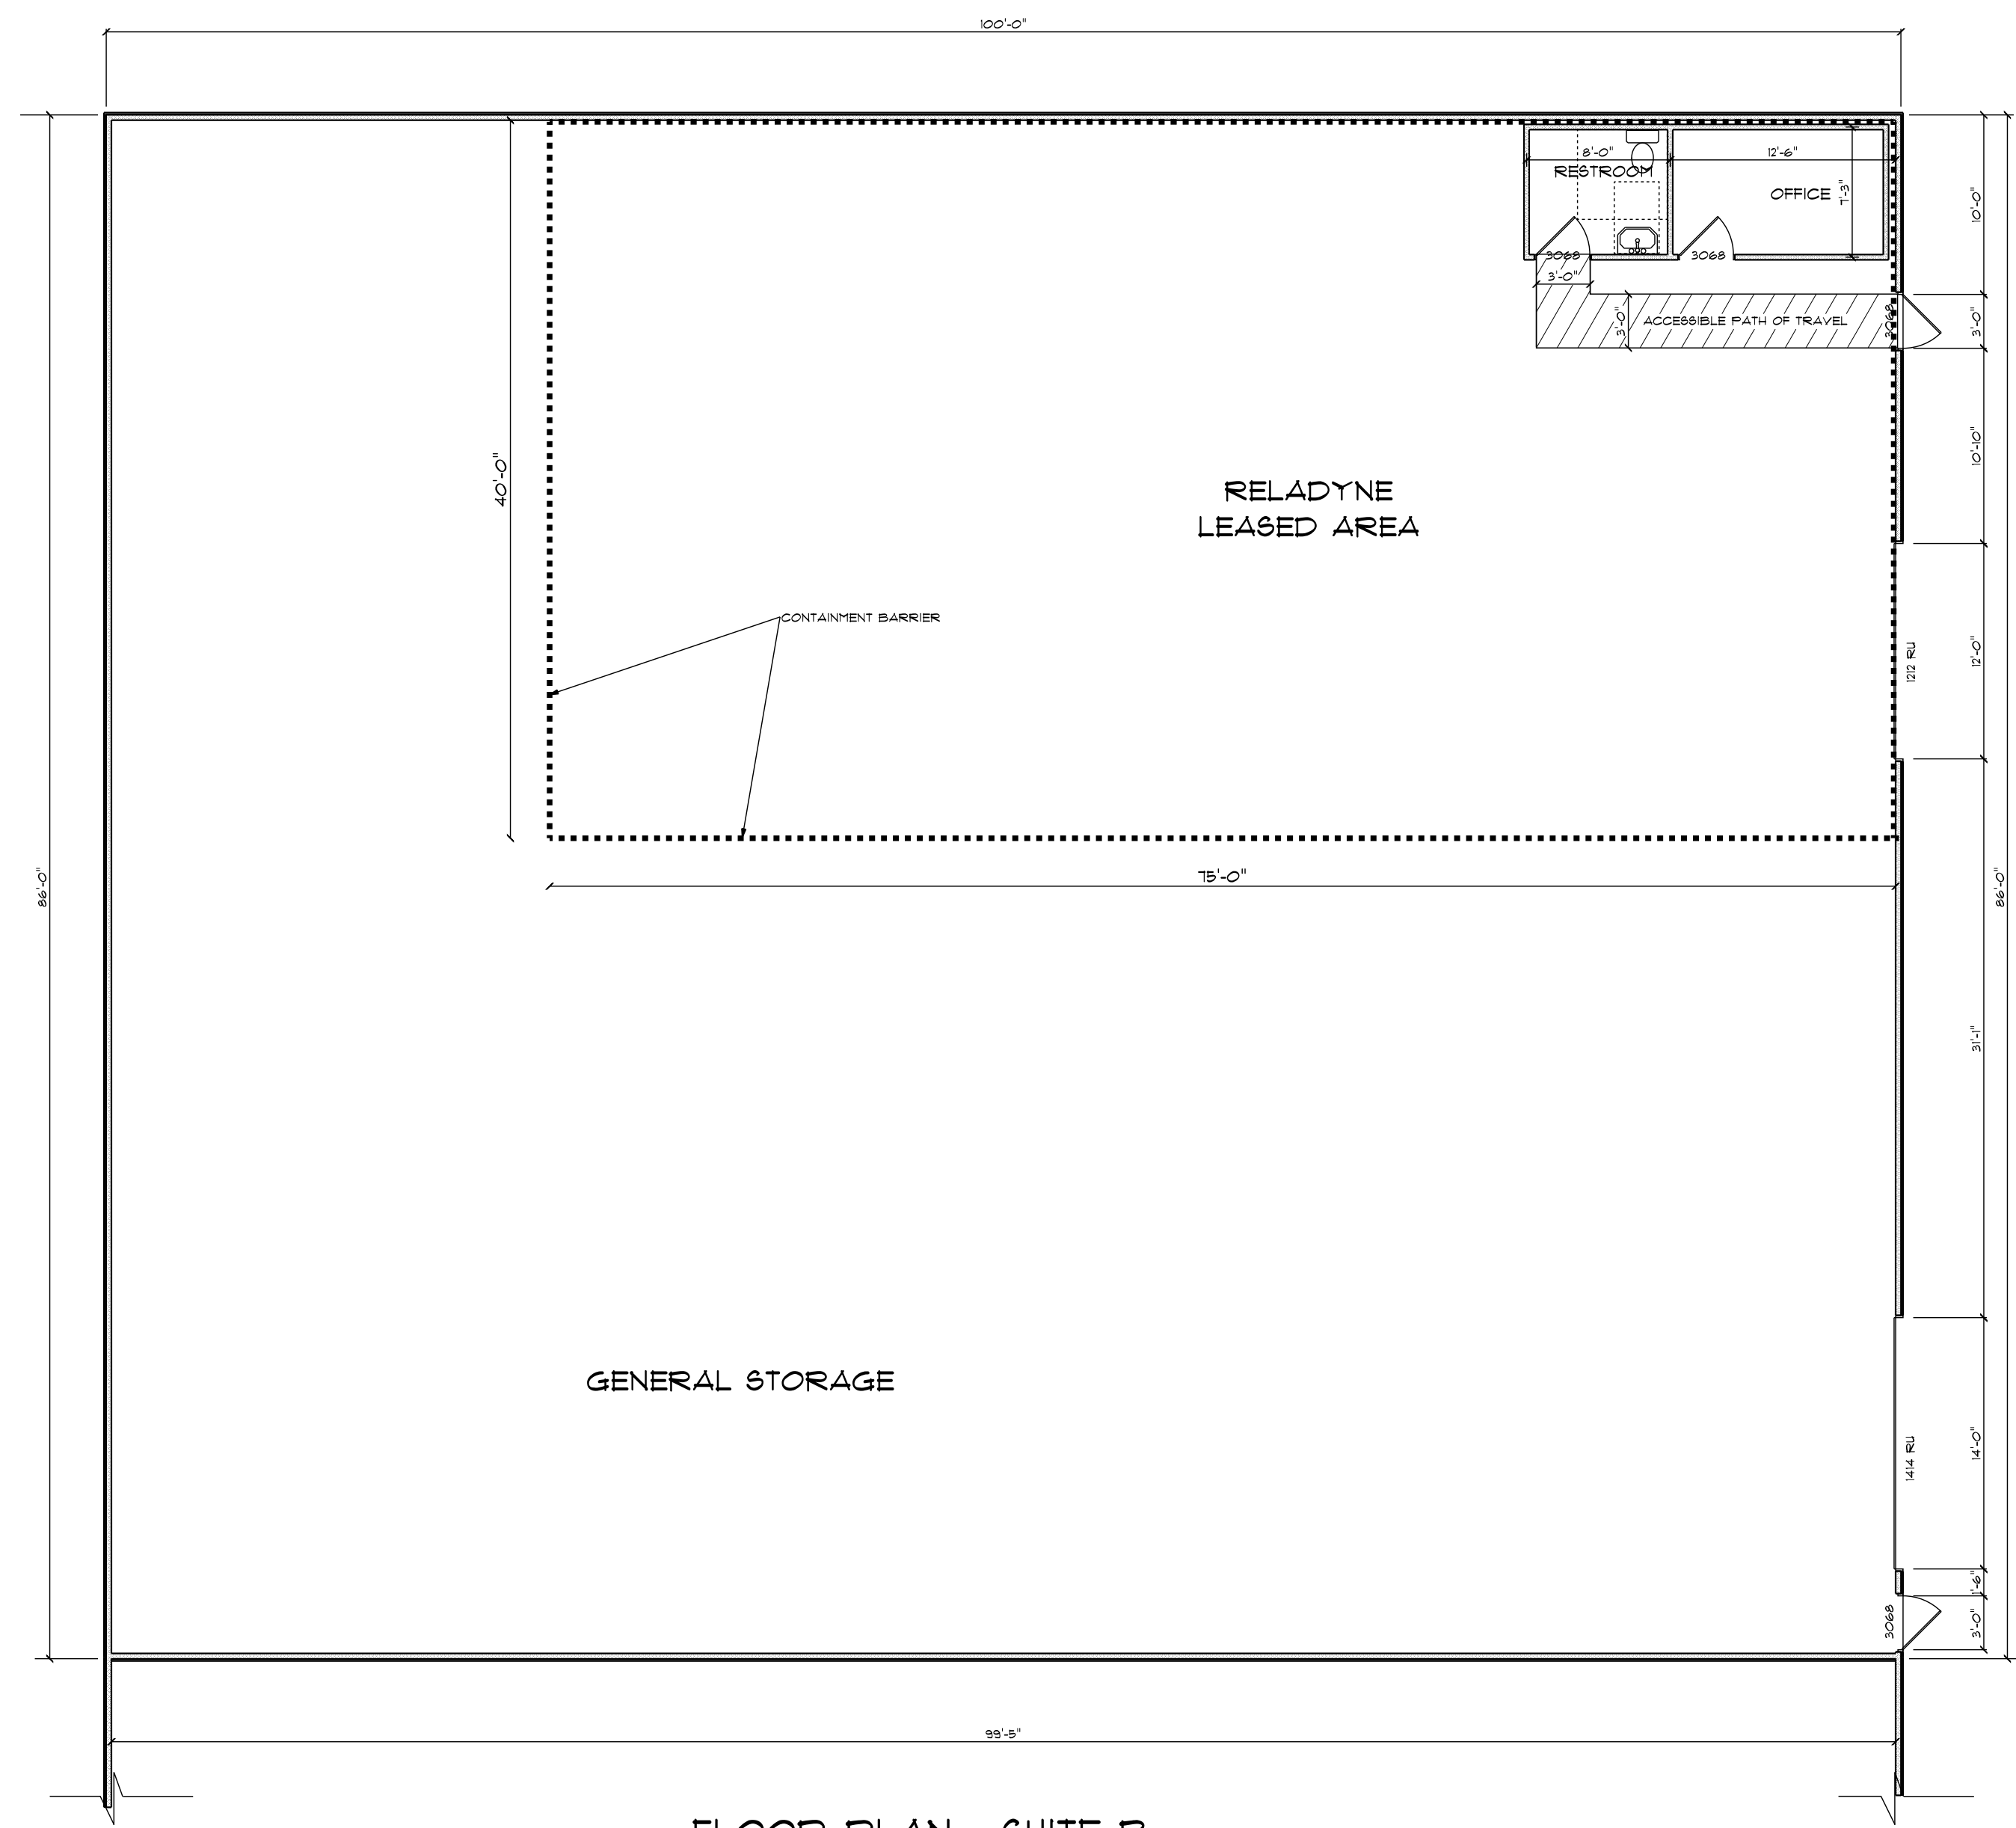 100'-0"
8'-0"
12'-6"
RESTROOM
OFFICE
7'-3"
10'-0"
3068
3068
3'-0"
3'-0"
ACCESSIBLE PATH OF TRAVEL
3068
3'-0"
10'-10"
40'-0"
RELADYNE
LEASED AREA
CONTAINMENT BARRIER
1212 RU
12'-0"
75'-0"
86'-0"
86'-0"
31'-1"
GENERAL STORAGE
1414 RU
14'-0"
1'-6"
3068
3'-0"
99'-5"
FLOOR PLAN - SUITE B